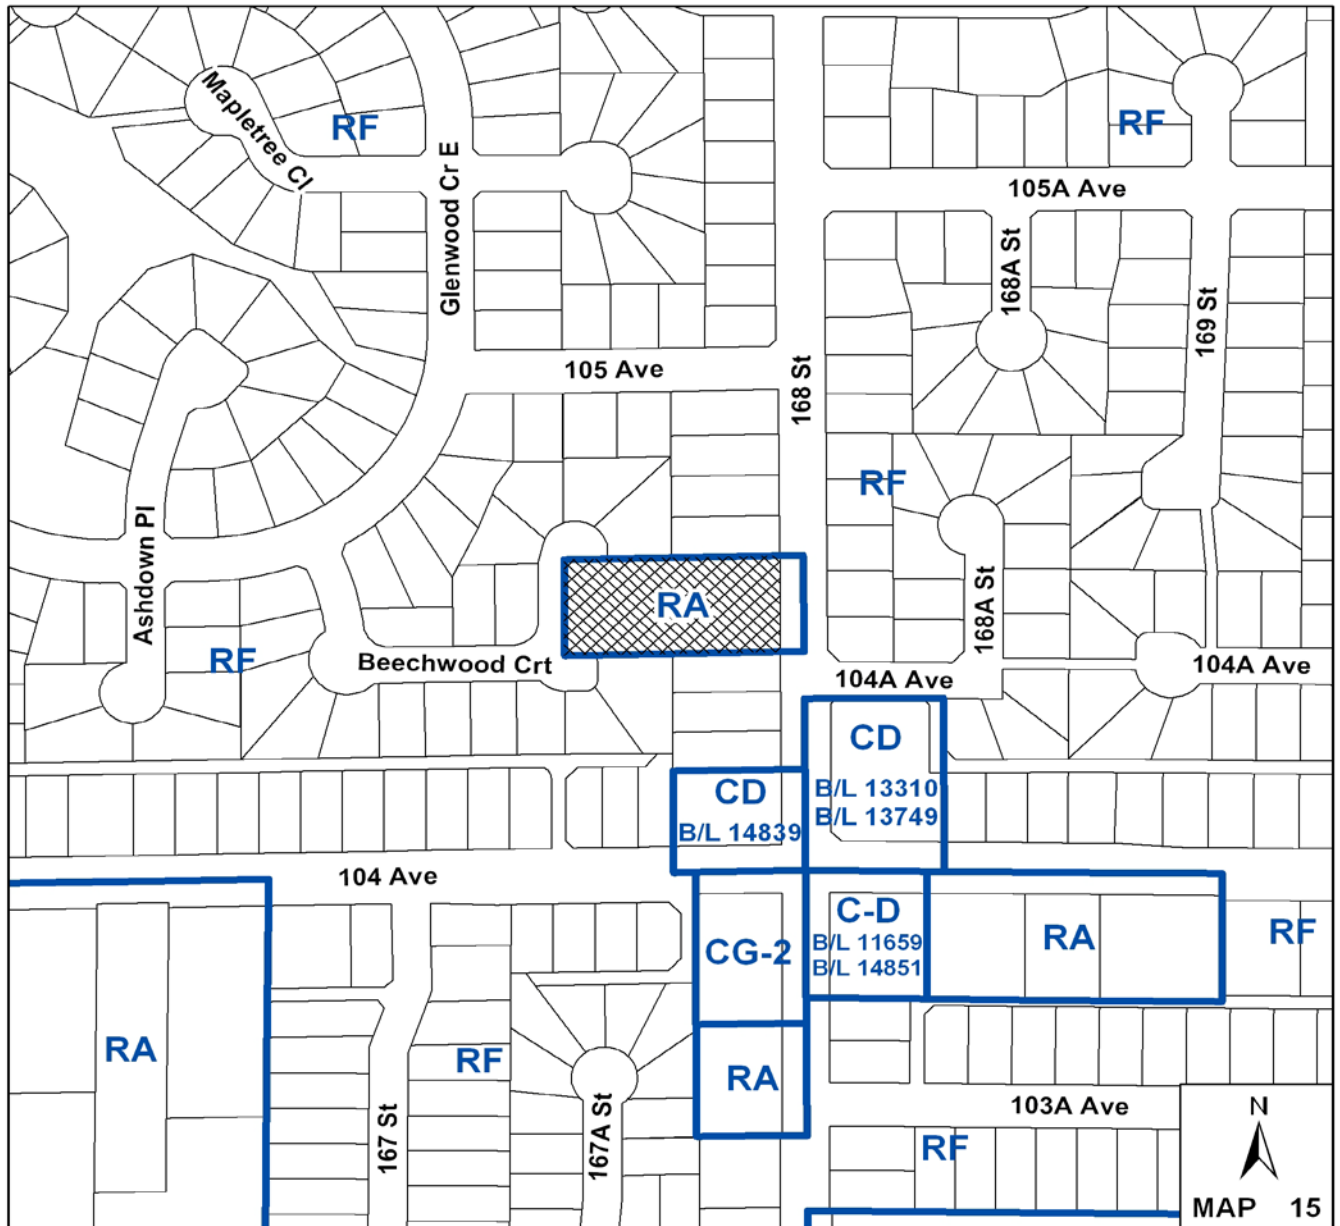 Mapletree Cl
RF
Glenwood Cr E
RF
105A Ave
168A St
169 St
105 Ave
168 St
RF
Ashdown Pl
RA
168A St
RF
Beechwood Crt
104A Ave
104A Ave
CD
B/L 13310
B/L 13749
CD
B/L 14839
104 Ave
C-D
B/L 11659
B/L 14851
CG-2
RA
RF
RA
RF
RA
167 St
167A St
103A Ave
RF
N
MAP 15